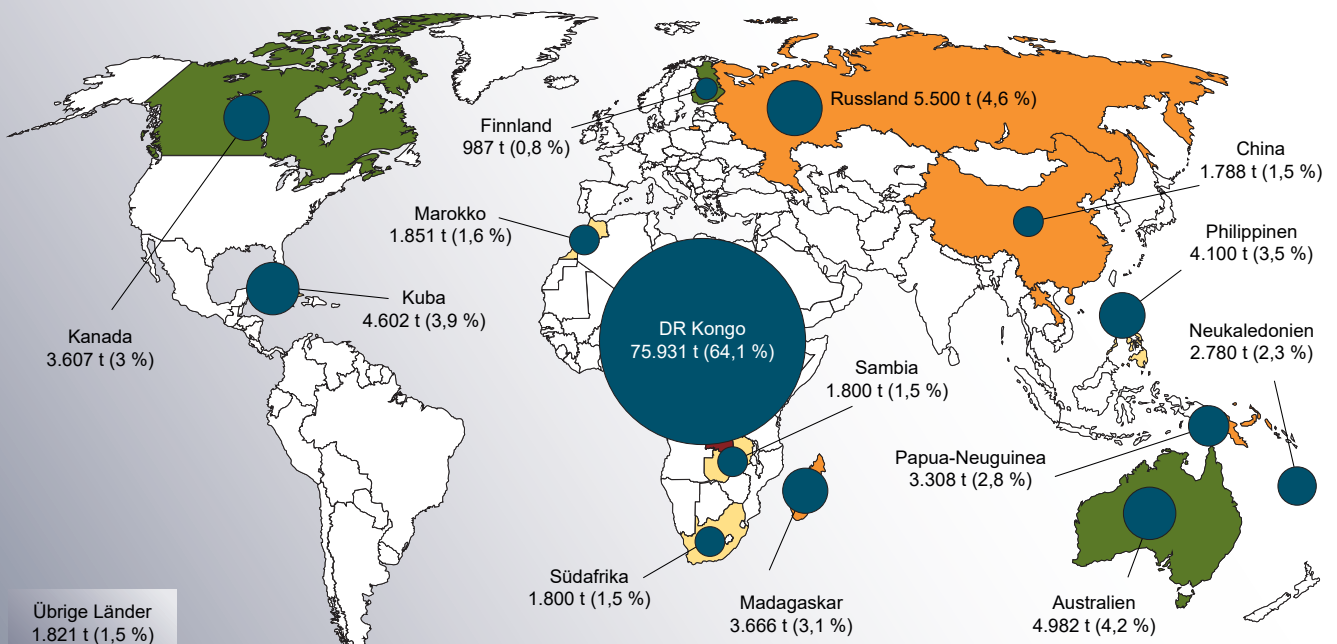 Russland 5.500 t (4,6 %)
Finnland
987 t (0,8 %)
China
1.788 t (1,5 %)
Marokko
1.851 t (1,6 %)
Philippinen
4.100 t (3,5 %)
Kuba
4.602 t (3,9 %)
Kanada
3.607 t (3 %)
DR Kongo
75.931 t (64,1 %)
Neukaledonien
2.780 t (2,3 %)
Sambia
1.800 t (1,5 %)
Papua-Neuguinea
3.308 t (2,8 %)
Südafrika
1.800 t (1,5 %)
Madagaskar
3.666 t (3,1 %)
Australien
4.982 t (4,2 %)
Übrige Länder
1.821 t (1,5 %)